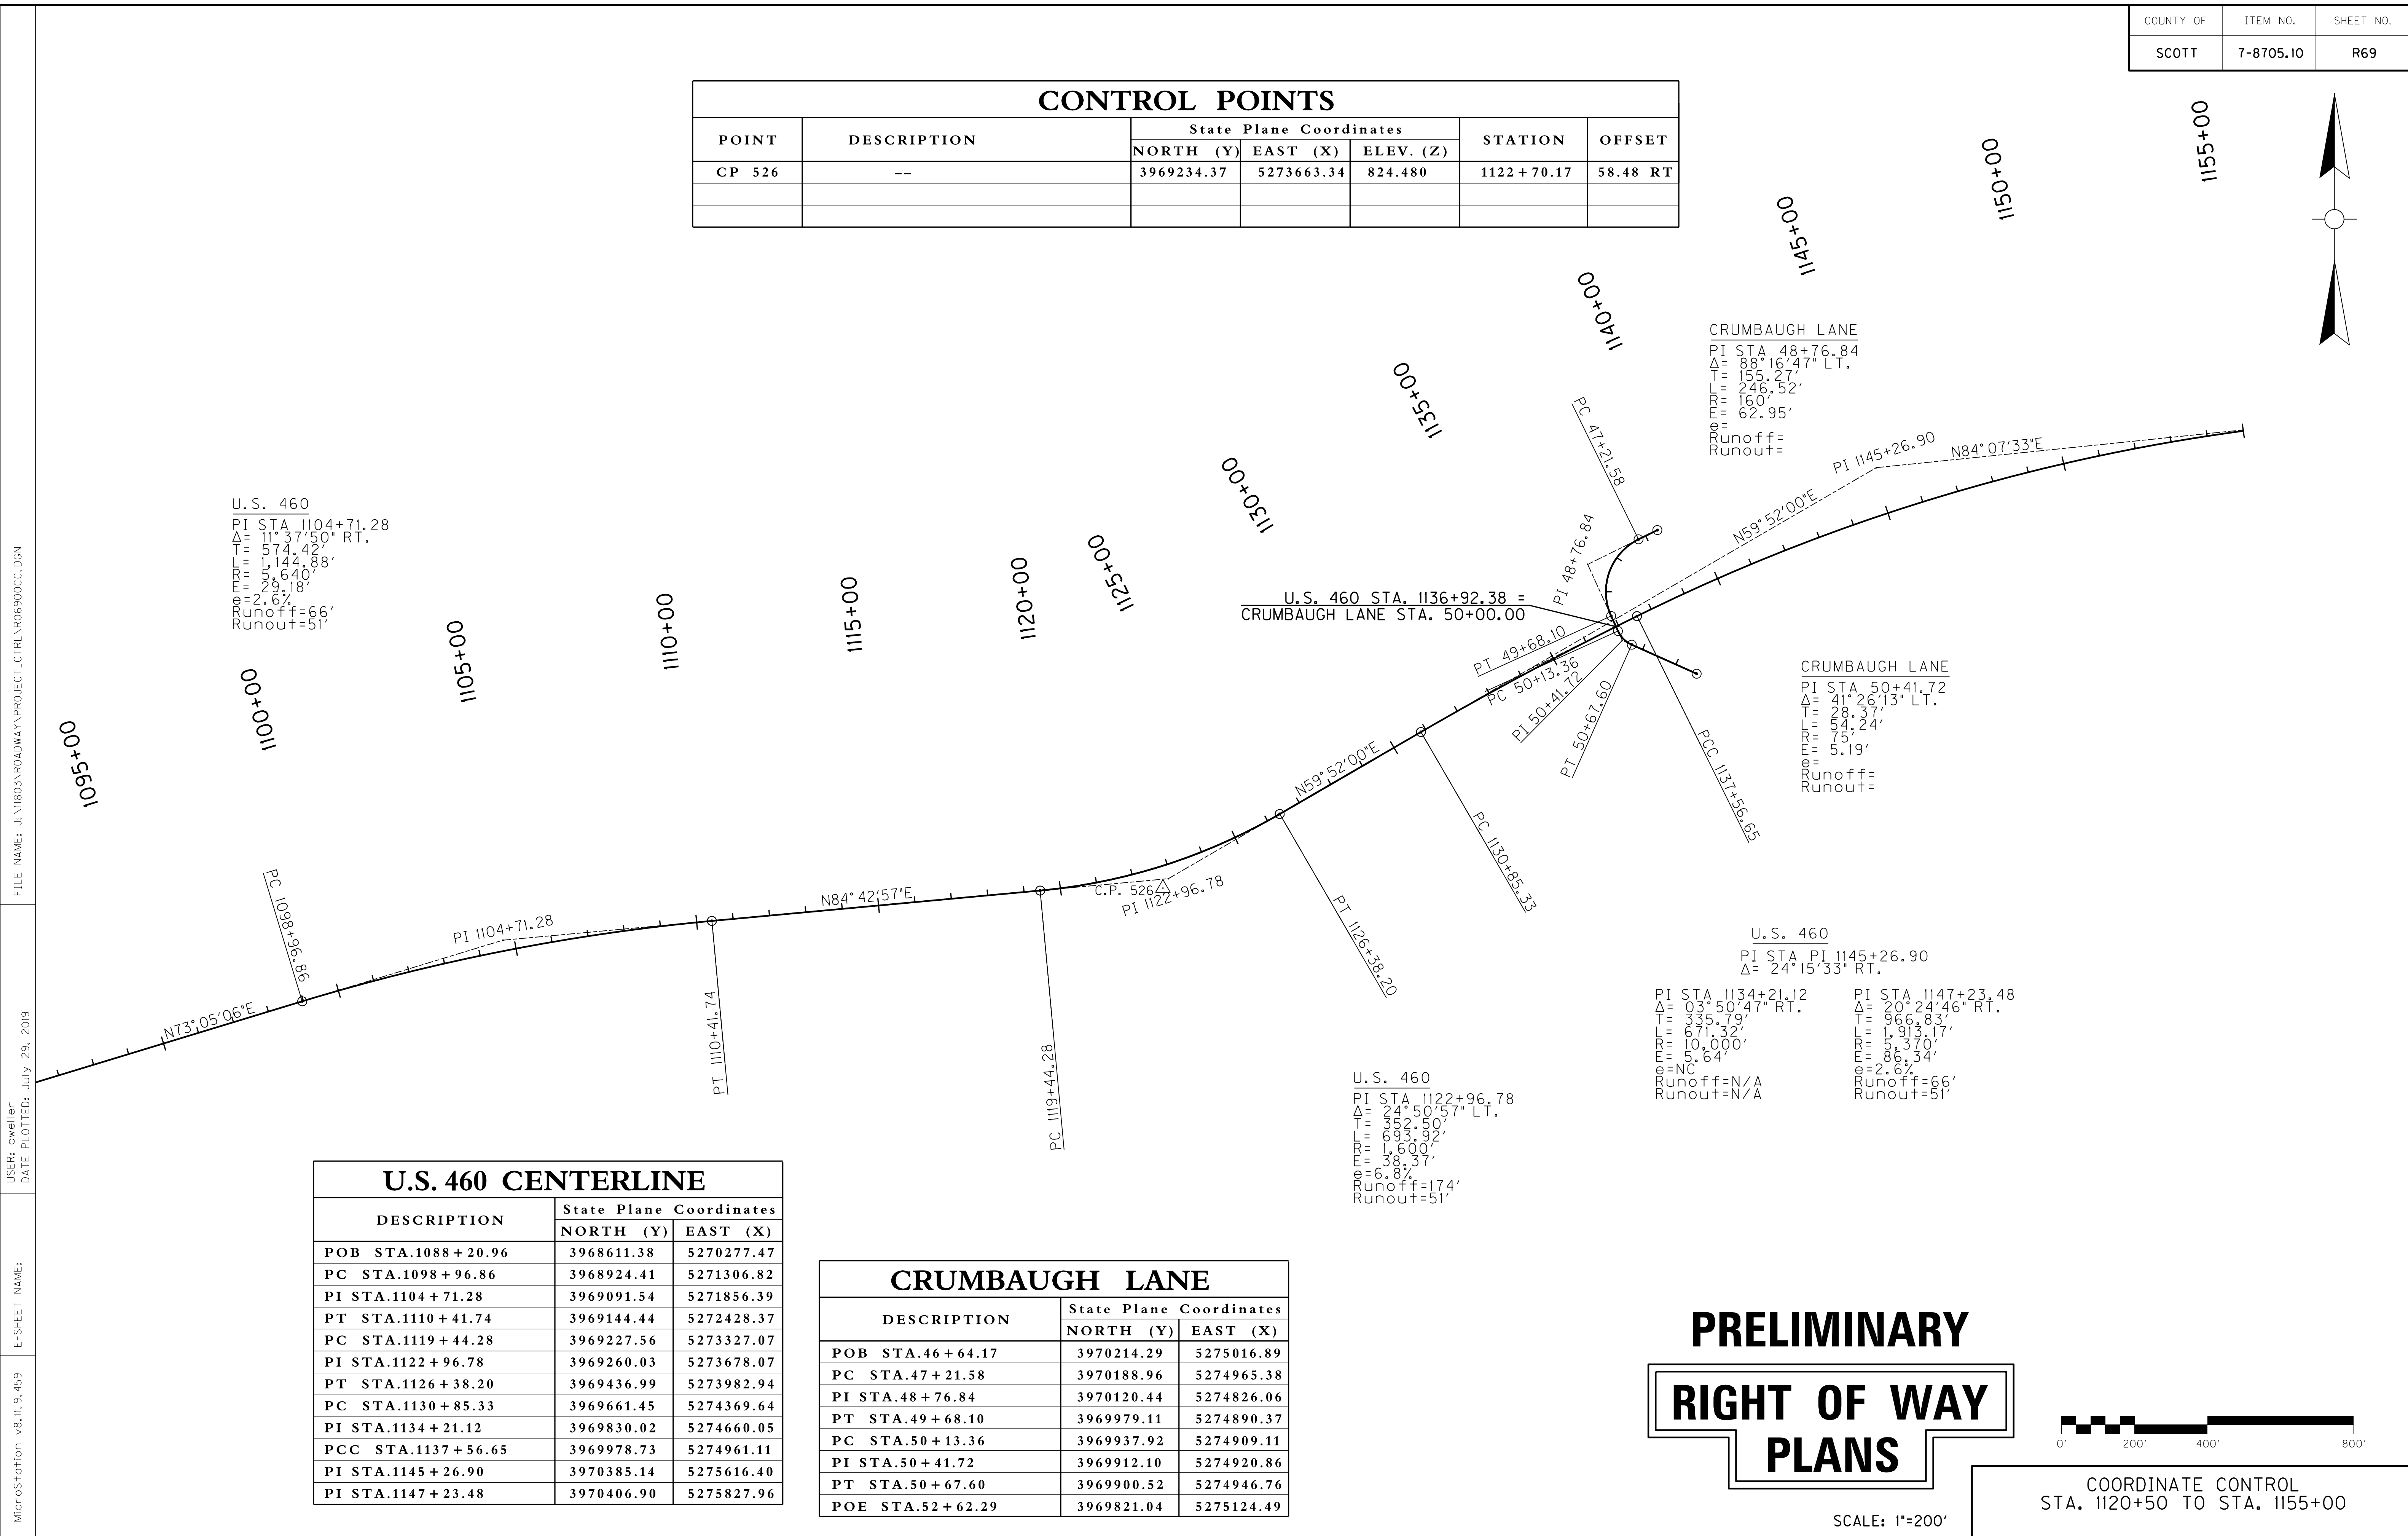 COUNTY OF ITEM NO. SHEET NO.
SCOTT 7-8705.10 R69
CONTROL POINTS
POINT DESCRIPTION State Plane Coordinates STATION OFFSET
NORTH (Y) EAST (X) ELEV. (Z)
CP 526 -- 3969234.37 5273663.34 824.480 1122+70.17 58.48 RT
1095+00
1100+00
1105+00
1110+00
1115+00
1120+00
1125+00
1130+00
1135+00
1140+00
1145+00
1150+00
1155+00
U.S. 460
PI STA 1104+71.28
Δ= 11°37'50" RT.
T= 574.42'
L= 1,144.88'
R= 5,640'
E= 29.18'
e=2.6%
Runoff=66'
Runout=51'
CRUMBAUGH LANE
PI STA 48+76.84
Δ= 88°16'47" LT.
T= 155.27'
L= 246.52'
R= 160'
E= 62.95'
e=
Runoff=
Runout=
PC 47+21.58
PI 48+76.84
PI 1145+26.90
N84°07'33"E
N59°52'00"E
U.S. 460 STA. 1136+92.38 =
CRUMBAUGH LANE STA. 50+00.00
PT 49+68.10
PC 50+13.36
PI 50+41.72
PT 50+67.60
PCC 1137+56.65
CRUMBAUGH LANE
PI STA 50+41.72
Δ= 41°26'13" LT.
T= 28.37'
L= 54.24'
R= 75'
E= 5.19'
e=
Runoff=
Runout=
N73°05'06"E
PC 1098+96.86
PI 1104+71.28
PT 1110+41.74
N84°42'57"E
PC 1119+44.28
C.P. 526
PI 1122+96.78
PT 1126+38.20
N59°52'00"E
PC 1130+85.33
U.S. 460
PI STA PI 1145+26.90
Δ= 24°15'33" RT.
PI STA 1134+21.12
Δ= 03°50'47" RT.
T= 335.79'
L= 671.32'
R= 10,000'
E= 5.64'
e=NC
Runoff=N/A
Runout=N/A
PI STA 1147+23.48
Δ= 20°24'46" RT.
T= 966.83'
L= 1,913.17'
R= 5,370'
E= 86.34'
e=2.6%
Runoff=66'
Runout=51'
U.S. 460
PI STA 1122+96.78
Δ= 24°50'57" LT.
T= 352.50'
L= 693.92'
R= 1,600'
E= 38.37'
e=6.8%
Runoff=174'
Runout=51'
U.S. 460 CENTERLINE
DESCRIPTION State Plane Coordinates
NORTH (Y) EAST (X)
POB STA.1088+20.96 3968611.38 5270277.47
PC STA.1098+96.86 3968924.41 5271306.82
PI STA.1104+71.28 3969091.54 5271856.39
PT STA.1110+41.74 3969144.44 5272428.37
PC STA.1119+44.28 3969227.56 5273327.07
PI STA.1122+96.78 3969260.03 5273678.07
PT STA.1126+38.20 3969436.99 5273982.94
PC STA.1130+85.33 3969661.45 5274369.64
PI STA.1134+21.12 3969830.02 5274660.05
PCC STA.1137+56.65 3969978.73 5274961.11
PI STA.1145+26.90 3970385.14 5275616.40
PI STA.1147+23.48 3970406.90 5275827.96
CRUMBAUGH LANE
DESCRIPTION State Plane Coordinates
NORTH (Y) EAST (X)
POB STA.46+64.17 3970214.29 5275016.89
PC STA.47+21.58 3970188.96 5274965.38
PI STA.48+76.84 3970120.44 5274826.06
PT STA.49+68.10 3969979.11 5274890.37
PC STA.50+13.36 3969937.92 5274909.11
PI STA.50+41.72 3969912.10 5274920.86
PT STA.50+67.60 3969900.52 5274946.76
POE STA.52+62.29 3969821.04 5275124.49
PRELIMINARY
RIGHT OF WAY
PLANS
0' 200' 400' 800'
SCALE: 1"=200'
COORDINATE CONTROL
STA. 1120+50 TO STA. 1155+00
FILE NAME: J:\11803\ROADWAY\PROJECT_CTRL\R06900CC.DGN
USER: cweller
DATE PLOTTED: July 29, 2019
E-SHEET NAME:
MicroStation v8.11.9.459